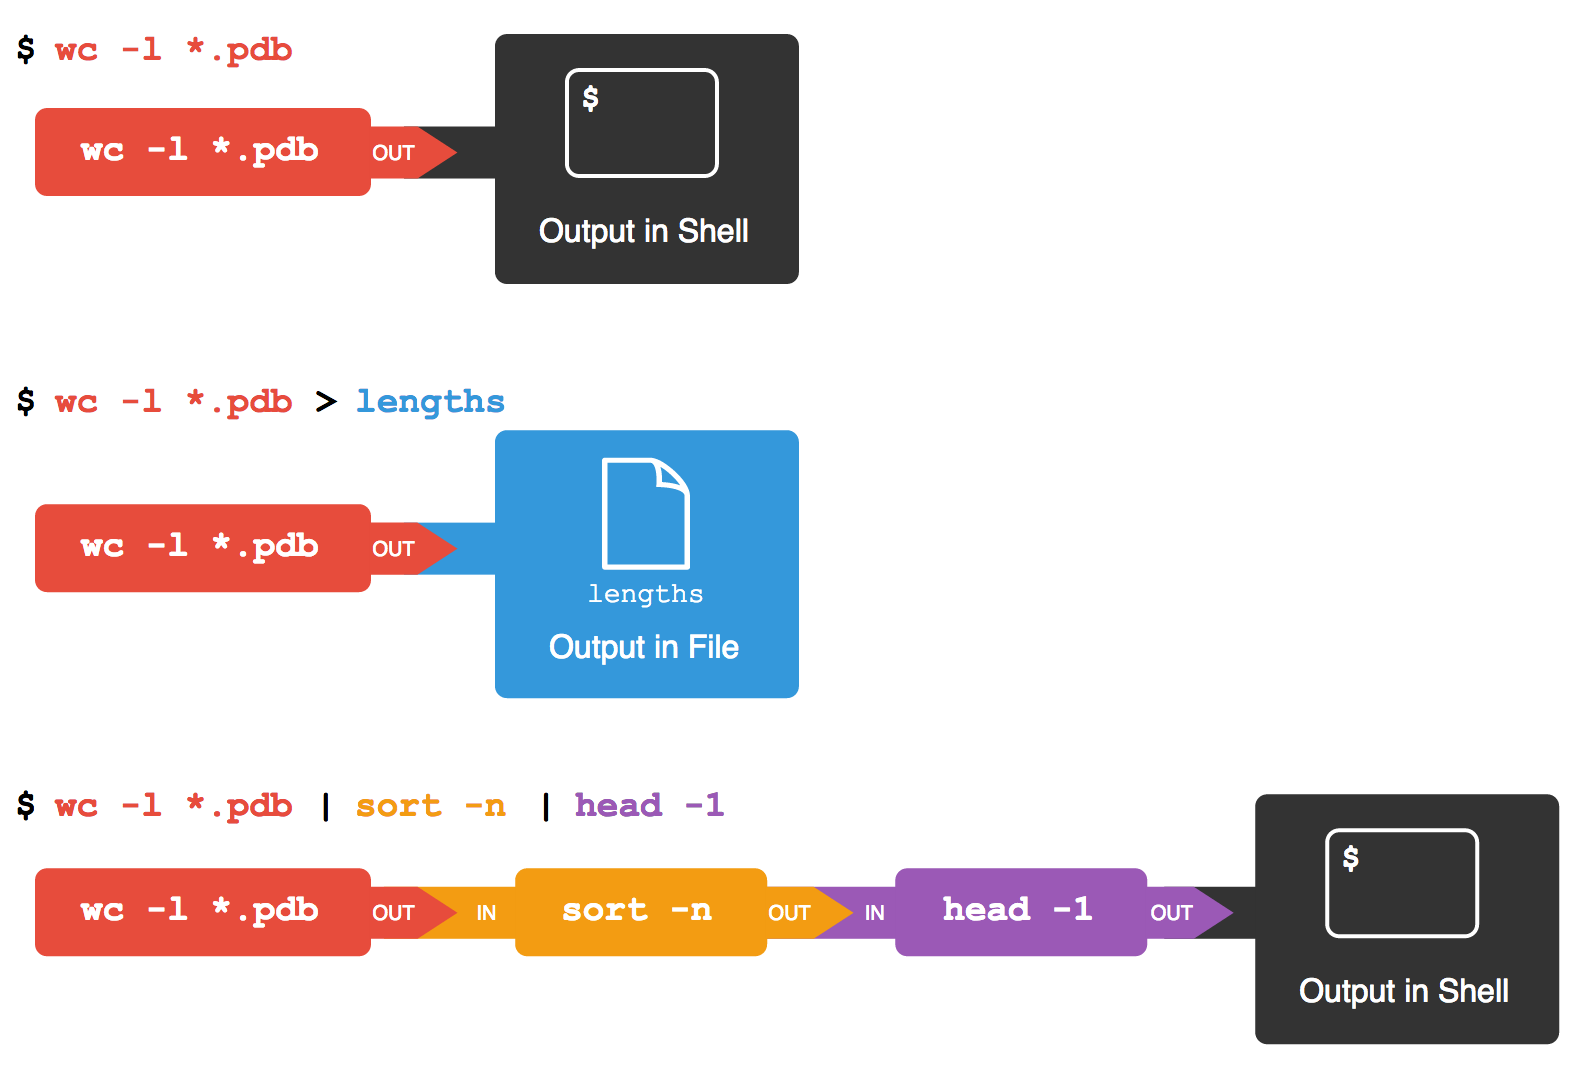 $ wc -l *.pdb
wc -l *.pdb OUT
$
Output in Shell
$ wc -l *.pdb > lengths
wc -l *.pdb OUT
lengths
Output in File
$ wc -l *.pdb | sort -n | head -1
wc -l *.pdb OUT IN sort -n OUT IN head -1 OUT
$
Output in Shell